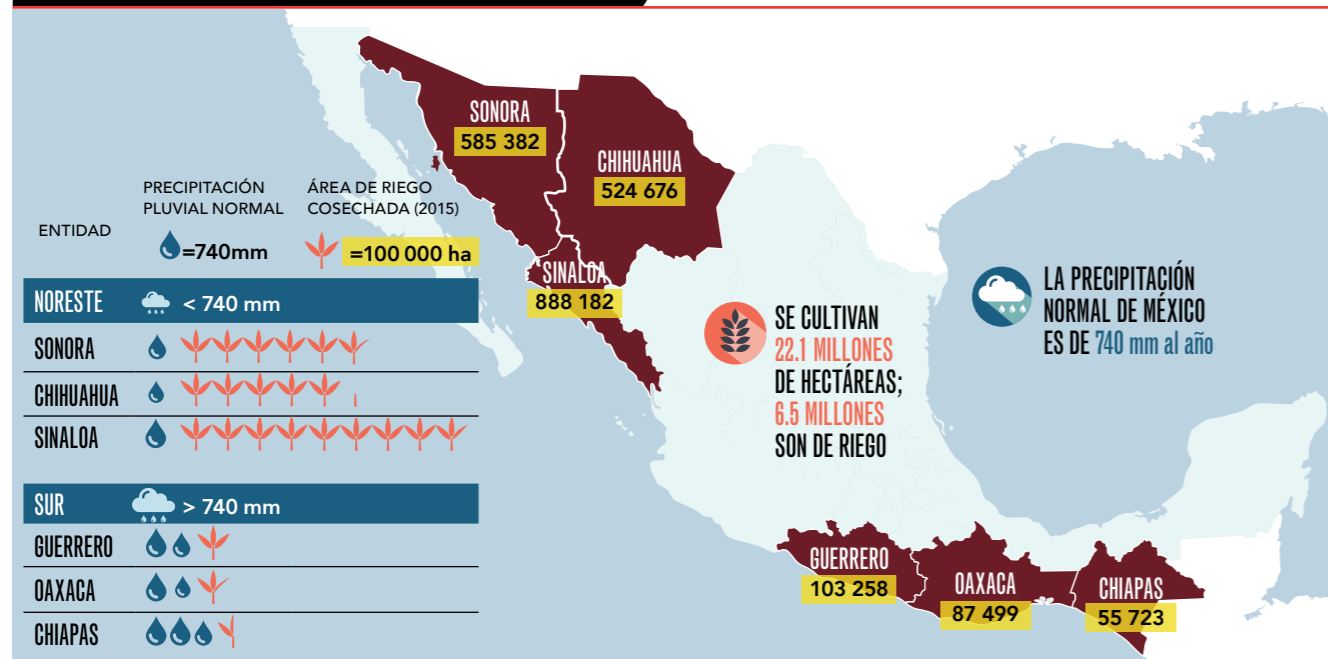 ENTIDAD
PRECIPITACIÓN
PLUVIAL NORMAL
=740mm
ÁREA DE RIEGO
COSECHADA (2015)
=100 000 ha
NORESTE
< 740 mm
SONORA
CHIHUAHUA
SINALOA
SUR
> 740 mm
GUERRERO
OAXACA
CHIAPAS
SONORA
585 382
CHIHUAHUA
524 676
SINALOA
888 182
SE CULTIVAN
22.1 MILLONES
DE HECTÁREAS;
6.5 MILLONES
SON DE RIEGO
LA PRECIPITACIÓN
NORMAL DE MÉXICO
ES DE 740 mm al año
GUERRERO
103 258
OAXACA
87 499
CHIAPAS
55 723